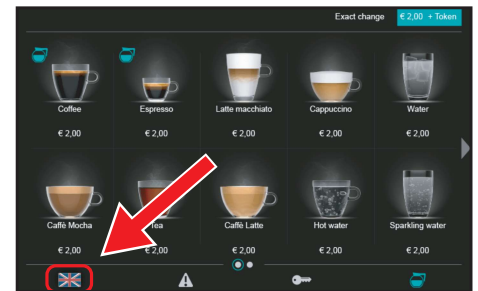 Exact change € 2,00 + Token
Coffee Espresso Latte macchiato Cappuccino Water
€ 2,00 € 2,00 € 2,00 € 2,00 € 2,00
Caffè Mocha Tea Caffè Latte Hot water Sparkling water
€ 2,00 € 2,00 € 2,00 € 2,00 € 2,00